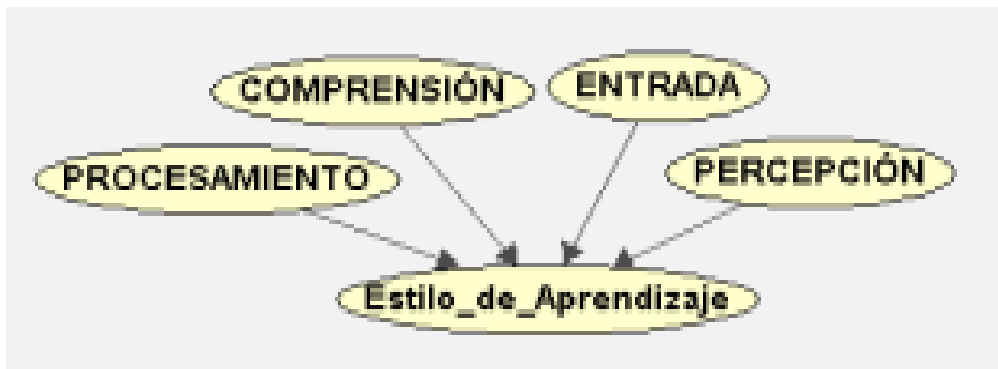 COMPRENSIÓN
ENTRADA
PROCESAMIENTO
PERCEPCIÓN
Estilo_de_Aprendizaje